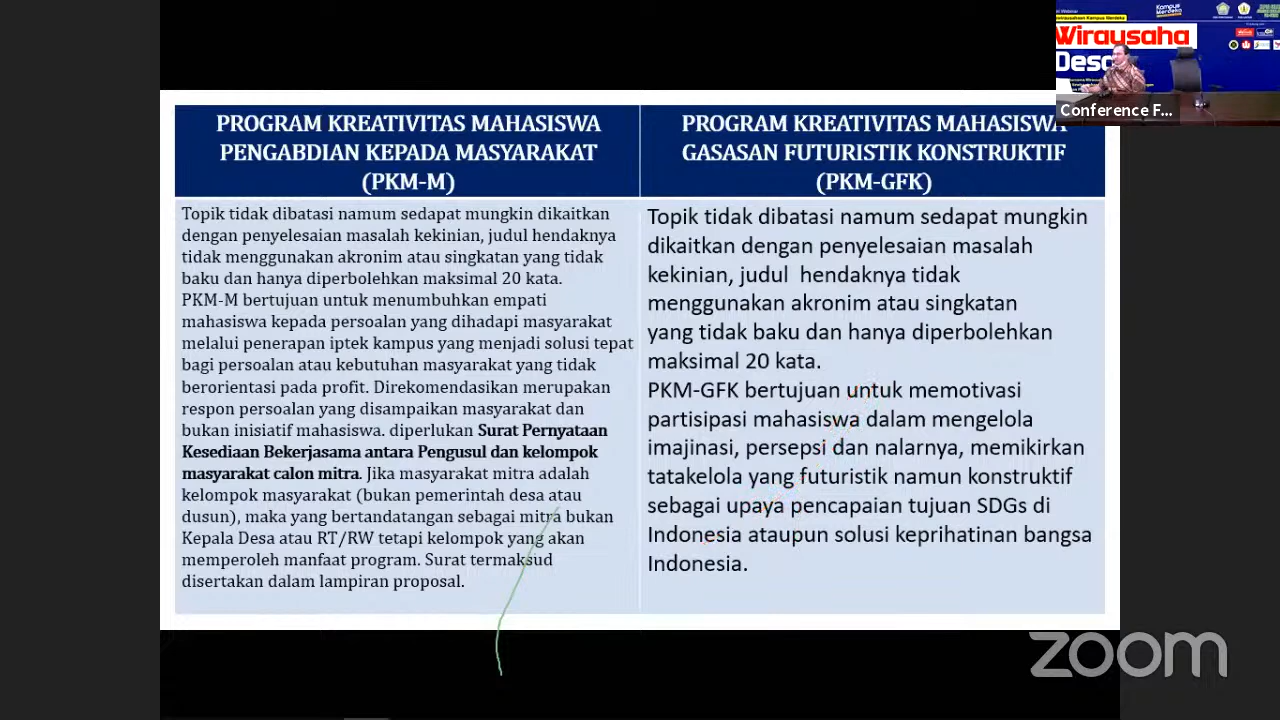 PROGRAM KREATIVITAS MAHASISWA
PENGABDIAN KEPADA MASYARAKAT
(PKM-M)
Topik tidak dibatasi namum sedapat mungkin dikaitkan
dengan penyelesaian masalah kekinian, judul hendaknya
tidak menggunakan akronim atau singkatan yang tidak
baku dan hanya diperbolehkan maksimal 20 kata.
PKM-M bertujuan untuk menumbuhkan empati
mahasiswa kepada persoalan yang dihadapi masyarakat
melalui penerapan iptek kampus yang menjadi solusi tepat
bagi persoalan atau kebutuhan masyarakat yang tidak
berorientasi pada profit. Direkomendasikan merupakan
respon persoalan yang disampaikan masyarakat dan
bukan inisiatif mahasiswa. diperlukan Surat Pernyataan
Kesediaan Bekerjasama antara Pengusul dan kelompok
masyarakat calon mitra. Jika masyarakat mitra adalah
kelompok masyarakat (bukan pemerintah desa atau
dusun), maka yang bertandatangan sebagai mitra bukan
Kepala Desa atau RT/RW tetapi kelompok yang akan
memperoleh manfaat program. Surat termaksud
disertakan dalam lampiran proposal.
PROGRAM KREATIVITAS MAHASISWA
GASASAN FUTURISTIK KONSTRUKTIF
(PKM-GFK)
Topik tidak dibatasi namum sedapat mungkin
dikaitkan dengan penyelesaian masalah
kekinian, judul hendaknya tidak
menggunakan akronim atau singkatan
yang tidak baku dan hanya diperbolehkan
maksimal 20 kata.
PKM-GFK bertujuan untuk memotivasi
partisipasi mahasiswa dalam mengelola
imajinasi, persepsi dan nalarnya, memikirkan
tatakelola yang futuristik namun konstruktif
sebagai upaya pencapaian tujuan SDGs di
Indonesia ataupun solusi keprihatinan bangsa
Indonesia.
Kampus
Merdeka
Wirausaha
Desa
Conference F...
zoom